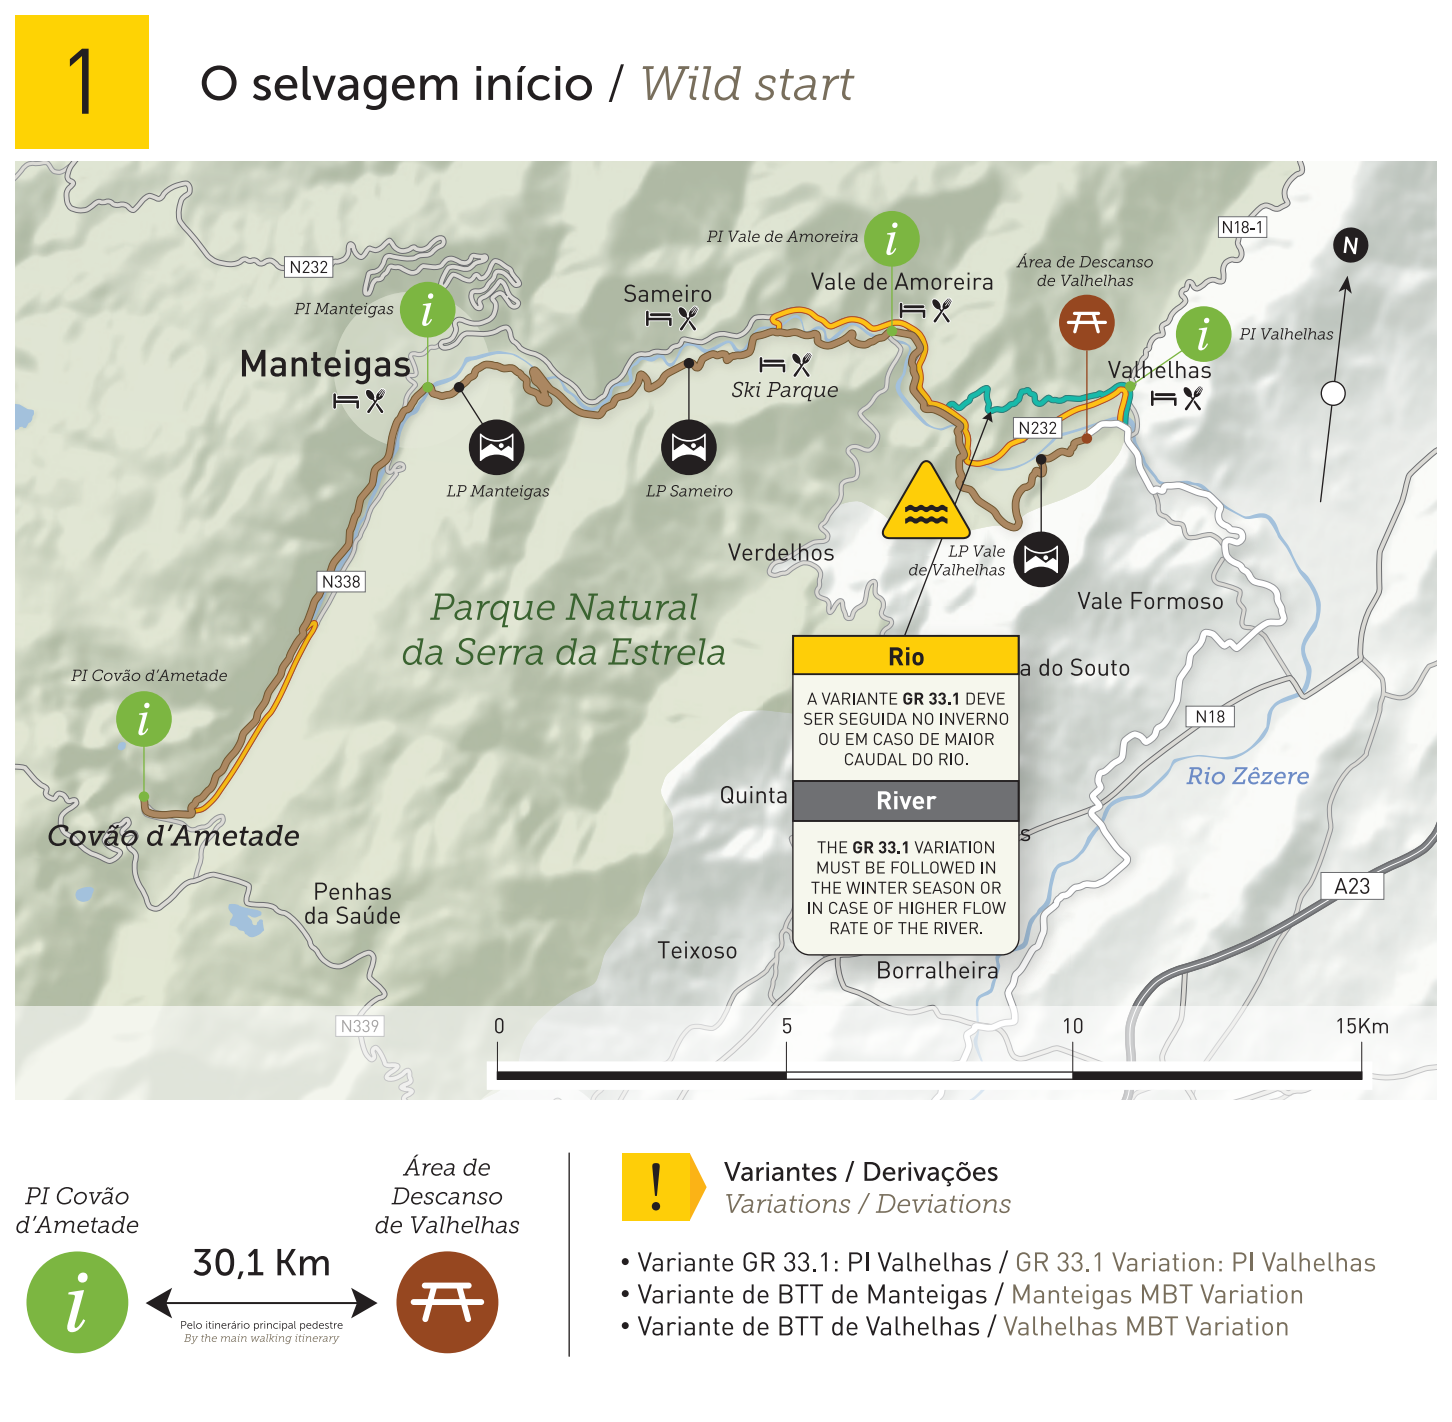 1
O selvagem início / Wild start
N18-1
N
PI Vale de Amoreira
i
Área de Descanso
de Valhelhas
N232
Vale de Amoreira
Sameiro
PI Manteigas
i
i
PI Valhelhas
Manteigas
Valhelhas
Ski Parque
N232
LP Manteigas
LP Sameiro
Verdelhos
LP Vale
de Valhelhas
N338
Vale Formoso
Parque Natural
da Serra da Estrela
PI Covão d'Ametade
i
Rio
a do Souto
A VARIANTE GR 33.1 DEVE
SER SEGUIDA NO INVERNO
OU EM CASO DE MAIOR
CAUDAL DO RIO.
N18
Rio Zêzere
Quinta
River
s
Covão d'Ametade
THE GR 33.1 VARIATION
MUST BE FOLLOWED IN
THE WINTER SEASON OR
IN CASE OF HIGHER FLOW
RATE OF THE RIVER.
A23
Penhas
da Saúde
Teixoso
Borralheira
N339
0 5 10 15Km
PI Covão
d'Ametade
i
30,1 Km
Pelo itinerário principal pedestre
By the main walking itinerary
Área de
Descanso
de Valhelhas
!
Variantes / Derivações
Variations / Deviations
• Variante GR 33.1: PI Valhelhas / GR 33.1 Variation: PI Valhelhas
• Variante de BTT de Manteigas / Manteigas MBT Variation
• Variante de BTT de Valhelhas / Valhelhas MBT Variation